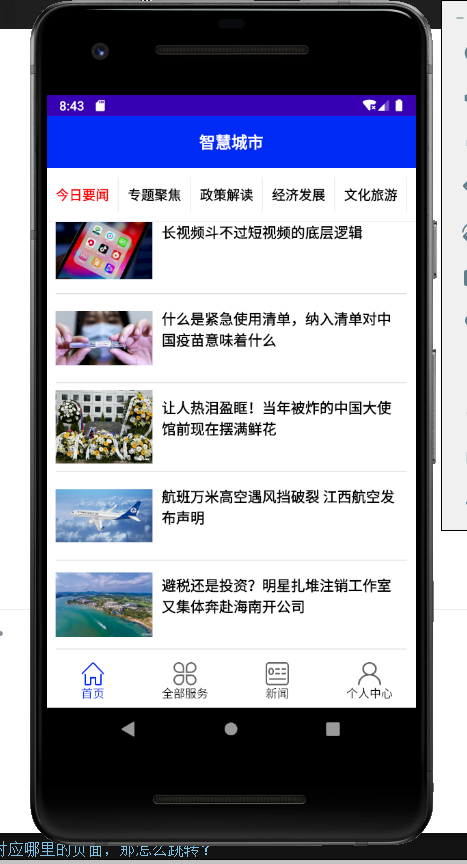 8:43
智慧城市
今日要闻 专题聚焦 政策解读 经济发展 文化旅游
长视频斗不过短视频的底层逻辑
什么是紧急使用清单，纳入清单对中
国疫苗意味着什么
让人热泪盈眶！当年被炸的中国大使
馆前现在摆满鲜花
航班万米高空遇风挡破裂 江西航空发
布声明
避税还是投资？明星扎堆注销工作室
又集体奔赴海南开公司
首页 全部服务 新闻 个人中心
对应哪里的页面，那怎么跳转？